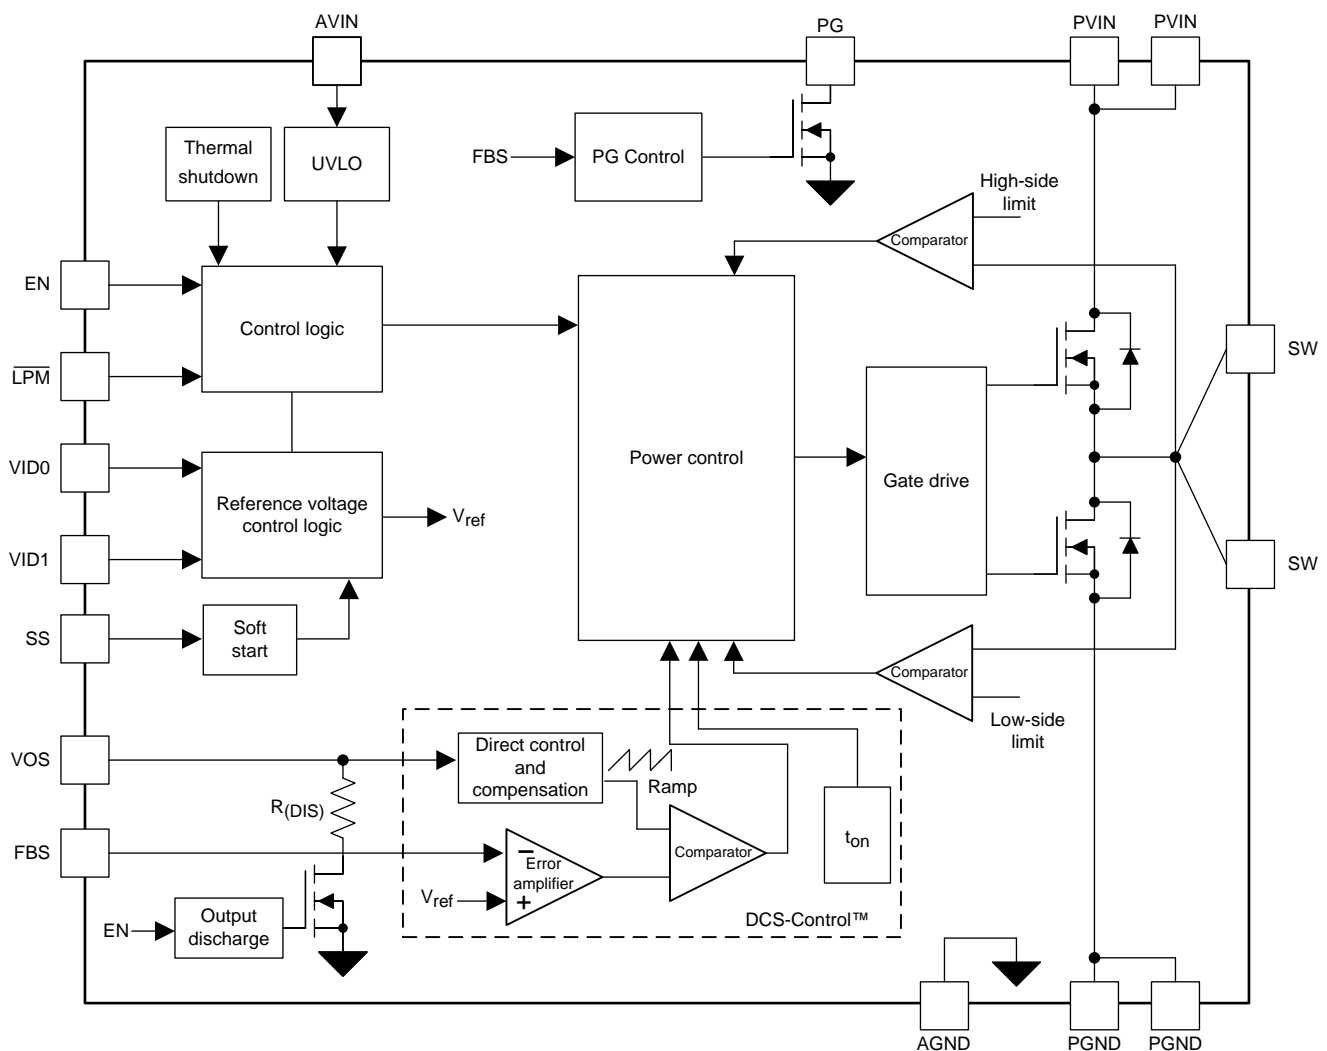 AVIN
PG
PVIN
PVIN
Thermal
shutdown
UVLO
FBS
PG Control
High-side
limit
Comparator
EN
Control logic
LPM
SW
Power control
Gate drive
VID0
Reference voltage
control logic
Vref
VID1
SW
SS
Soft
start
Comparator
Low-side
limit
VOS
Direct control
and
compensation
Ramp
R(DIS)
ton
FBS
−
Error
amplifier
+
Comparator
Vref
EN
Output
discharge
DCS-Control™
AGND
PGND
PGND